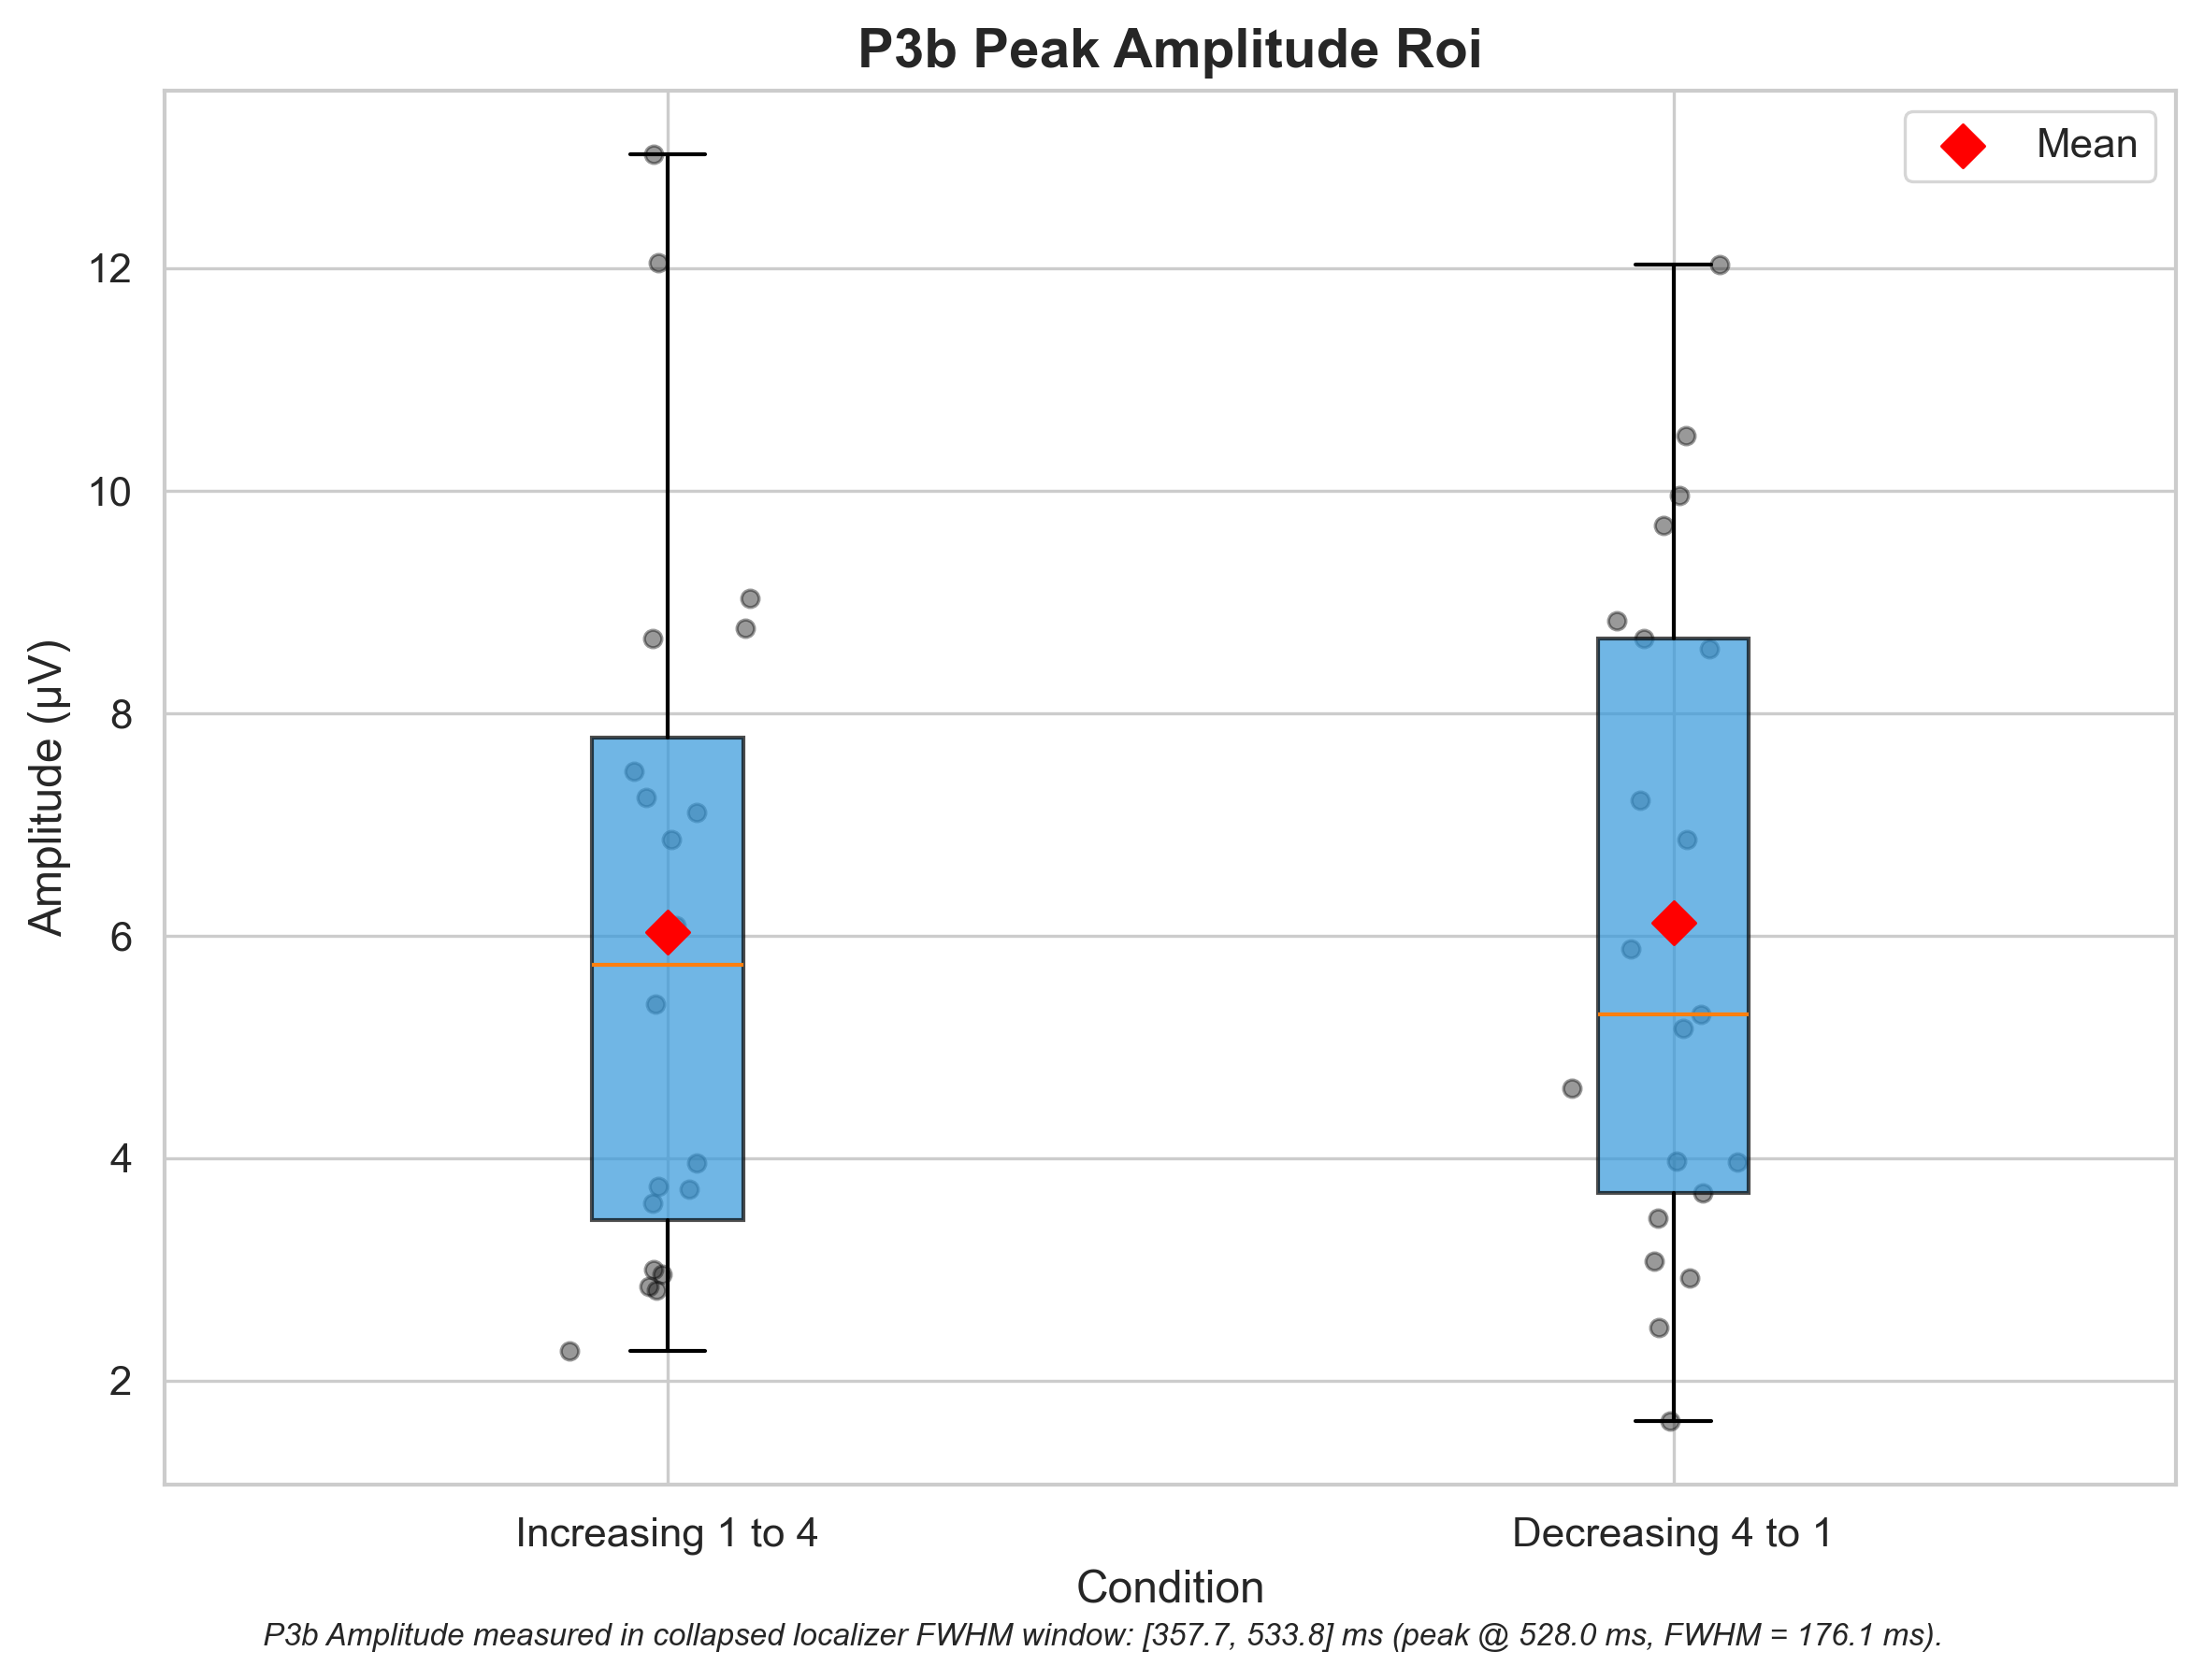 P3b Peak Amplitude Roi
Mean
Amplitude (µV)
12
10
8
6
4
2
Increasing 1 to 4
Decreasing 4 to 1
Condition
P3b Amplitude measured in collapsed localizer FWHM window: [357.7, 533.8] ms (peak @ 528.0 ms, FWHM = 176.1 ms).